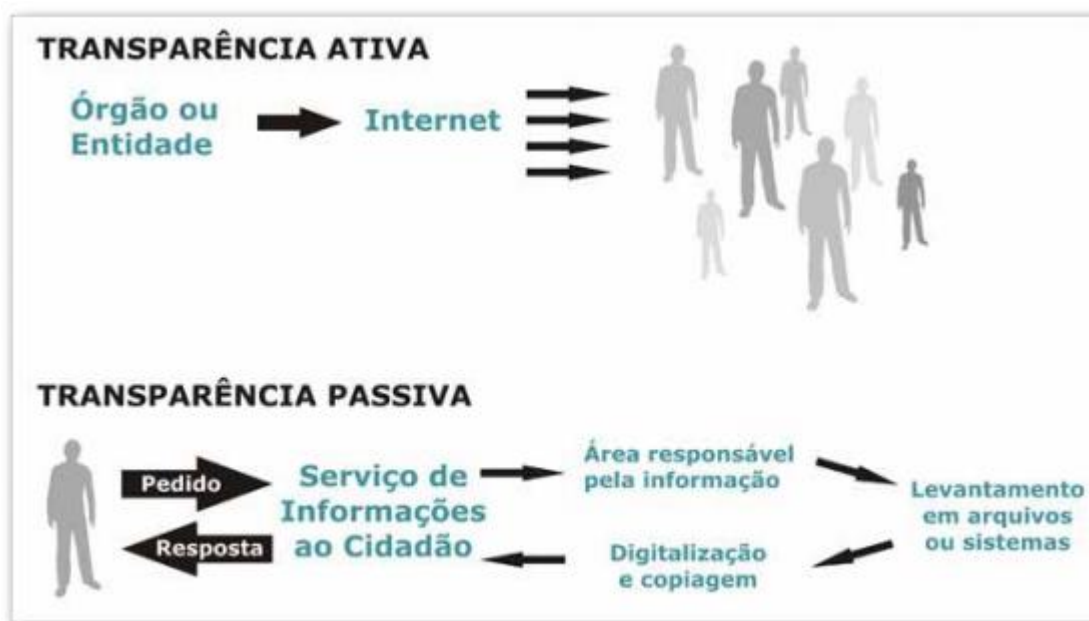 TRANSPARÊNCIA ATIVA
Órgão ou
Entidade
Internet
TRANSPARÊNCIA PASSIVA
Pedido
Resposta
Serviço de
Informações
ao Cidadão
Área responsável
pela informação
Levantamento
em arquivos
ou sistemas
Digitalização
e copiagem